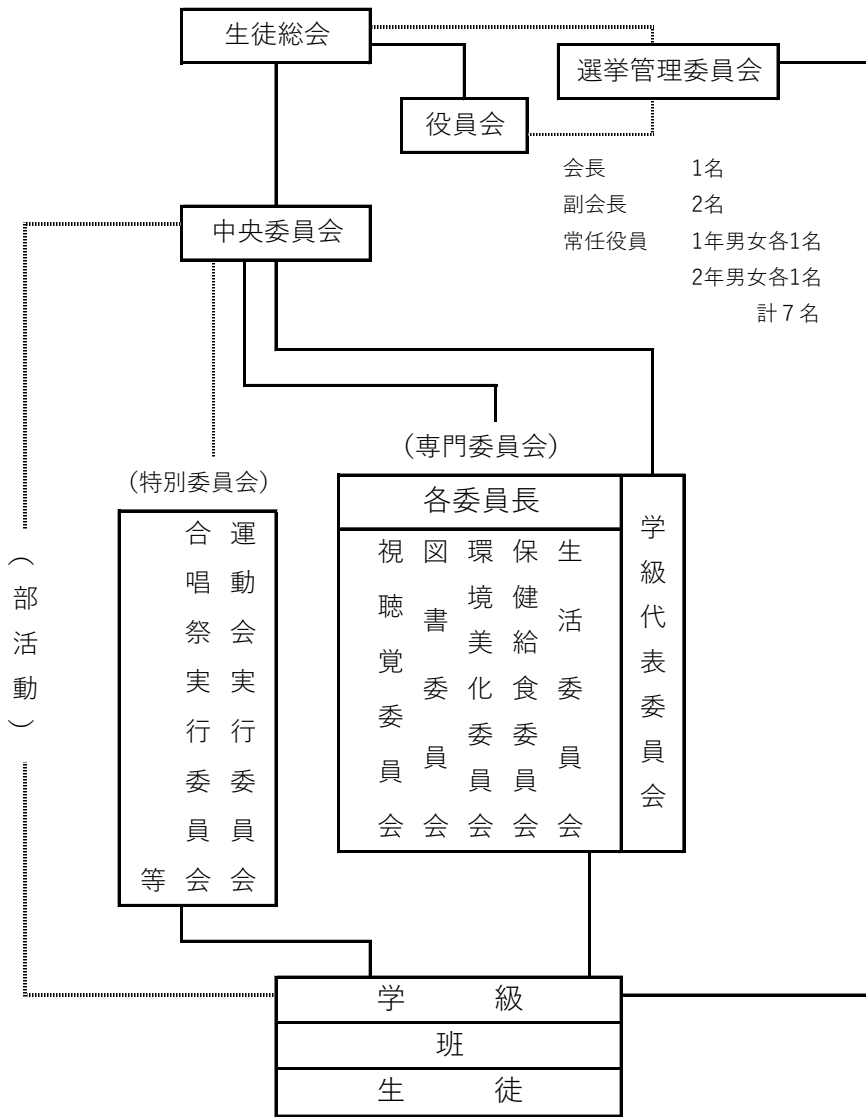 生徒総会
選挙管理委員会
役員会
会長 1名
副会長 2名
常任役員 1年男女各1名
2年男女各1名
計７名
中央委員会
（専門委員会）
（特別委員会）
各委員長
学級代表委員会
生活委員会
保健給食委員会
環境美化委員会
図書委員会
視聴覚委員会
運動会実行委員会
合唱祭実行委員会
等
（部活動）
学級
班
生徒